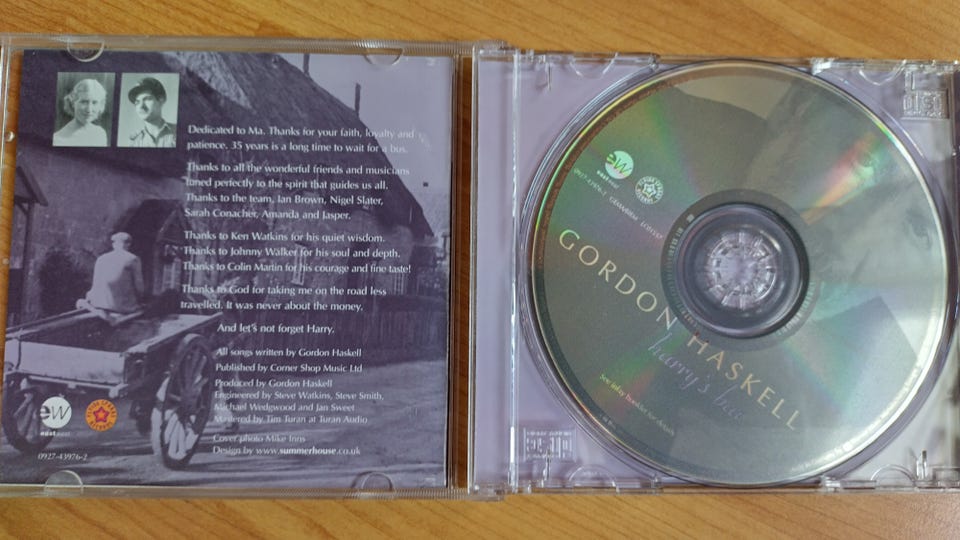 Dedicated to Ma. Thanks for your faith, loyalty and
patience. 35 years is a long time to wait for a bus.
Thanks to all the wonderful friends and musicians
tuned perfectly to the spirit that guides us all.
Thanks to the team, Ian Brown, Nigel Slater,
Sarah Conacher, Amanda and Jasper.
Thanks to Ken Watkins for his quiet wisdom.
Thanks to Johnny Walker for his soul and depth.
Thanks to Colin Martin for his courage and fine taste!
Thanks to God for taking me on the road less
travelled. It was never about the money,
And let's not forget Harry.
All songs written by Gordon Haskell
Published by Corner Shop Music Ltd
Produced by Gordon Haskell
Engineered by Steve Watkins, Steve Smith,
Michael Wedgwood and Jan Sweet
Mastered by Tim Turan at Turan Audio
Cover photo Mike Inns
Design by www.summerhouse.co.uk
ew
eastwest
0927-43976-2
ew
eastwest
0927-43976-2
GORDON HASKELL
harry's bar
See inlay booklet for details